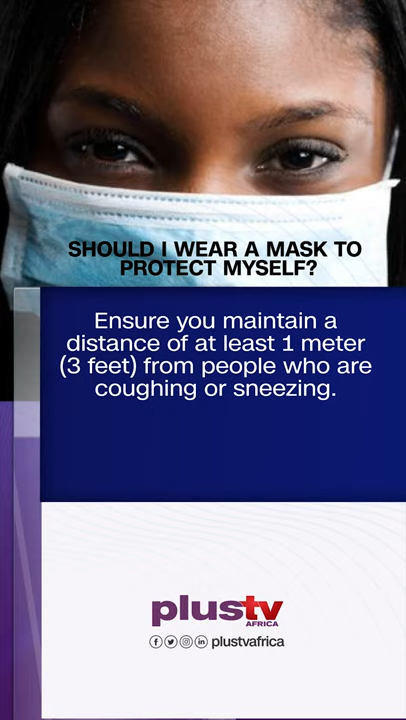 SHOULD I WEAR A MASK TO
PROTECT MYSELF?
Ensure you maintain a
distance of at least 1 meter
(3 feet) from people who are
coughing or sneezing.
plustv
AFRICA
plustvafrica